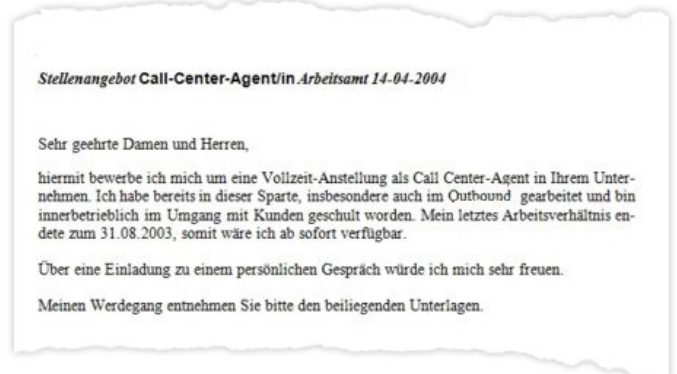 Stellenangebot Call-Center-Agent/in Arbeitsamt 14-04-2004
Sehr geehrte Damen und Herren,
hiermit bewerbe ich mich um eine Vollzeit-Anstellung als Call Center-Agent in Ihrem Unter-
nehmen. Ich habe bereits in dieser Sparte, insbesondere auch im Outbound gearbeitet und bin
innerbetrieblich im Umgang mit Kunden geschult worden. Mein letztes Arbeitsverhältnis en-
dete zum 31.08.2003, somit wäre ich ab sofort verfügbar.
Über eine Einladung zu einem persönlichen Gespräch würde ich mich sehr freuen.
Meinen Werdegang entnehmen Sie bitte den beiliegenden Unterlagen.